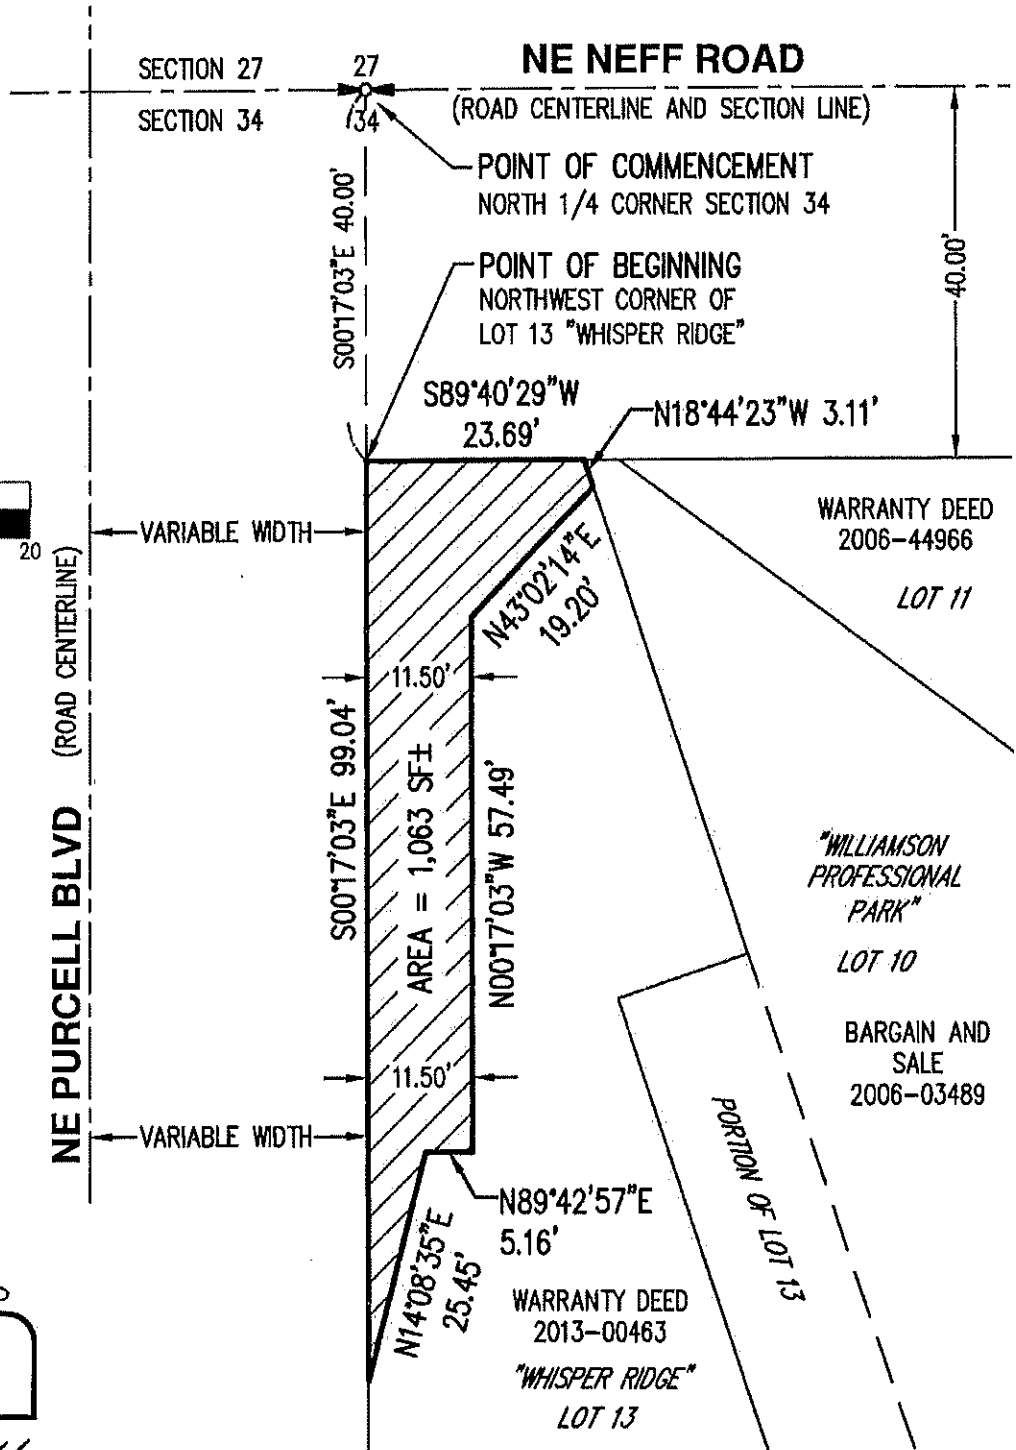 SECTION 27
27
NE NEFF ROAD
SECTION 34
34
(ROAD CENTERLINE AND SECTION LINE)
POINT OF COMMENCEMENT
NORTH 1/4 CORNER SECTION 34
S00°17'03"E 40.00'
40.00'
POINT OF BEGINNING
NORTHWEST CORNER OF
LOT 13 "WHISPER RIDGE"
S89°40'29"W
23.69'
N18°44'23"W 3.11'
20
VARIABLE WIDTH
WARRANTY DEED
2006-44966
LOT 11
N43°02'14"E
19.20'
11.50'
NE PURCELL BLVD
(ROAD CENTERLINE)
S00°17'03"E 99.04'
AREA = 1,063 SF±
N00°17'03"W 57.49'
"WILLIAMSON
PROFESSIONAL
PARK"
LOT 10
BARGAIN AND
SALE
2006-03489
11.50'
VARIABLE WIDTH
PORTION OF LOT 13
N89°42'57"E
5.16'
N14°08'35"E
25.45'
WARRANTY DEED
2013-00463
"WHISPER RIDGE"
LOT 13